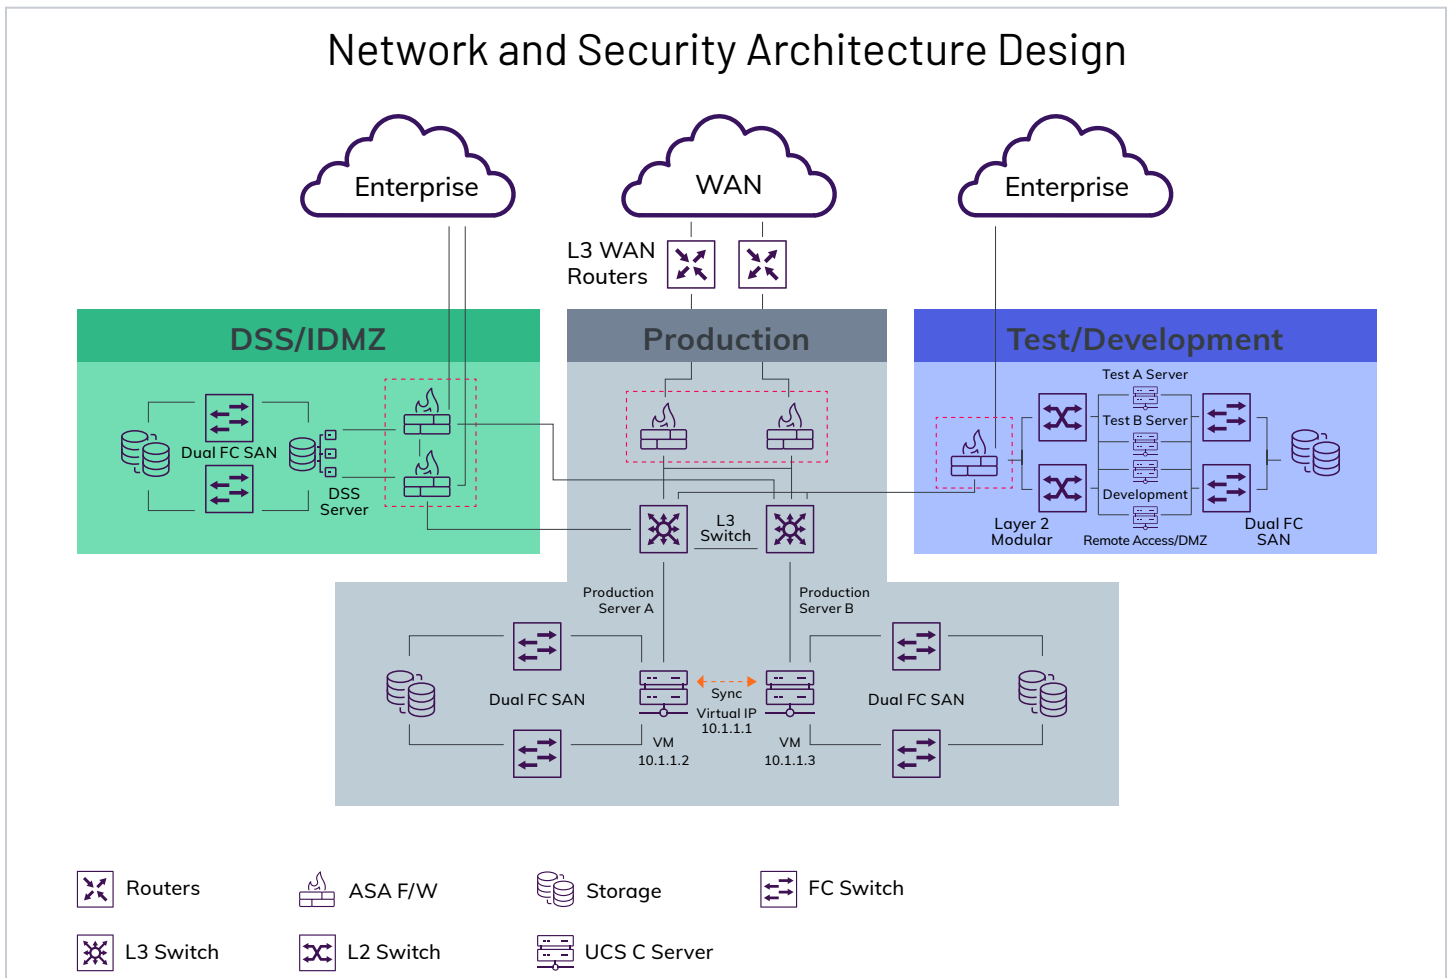 Network and Security Architecture Design
Enterprise
WAN
Enterprise
L3 WAN
Routers
DSS/IDMZ
Production
Test/Development
Dual FC SAN
DSS
Server
Test A Server
Test B Server
Development
Remote Access/DMZ
Layer 2
Modular
Dual FC
SAN
L3
Switch
Production
Server A
Production
Server B
Dual FC SAN
Sync
Virtual IP
10.1.1.1
Dual FC SAN
VM
10.1.1.2
VM
10.1.1.3
Routers
ASA F/W
Storage
FC Switch
L3 Switch
L2 Switch
UCS C Server